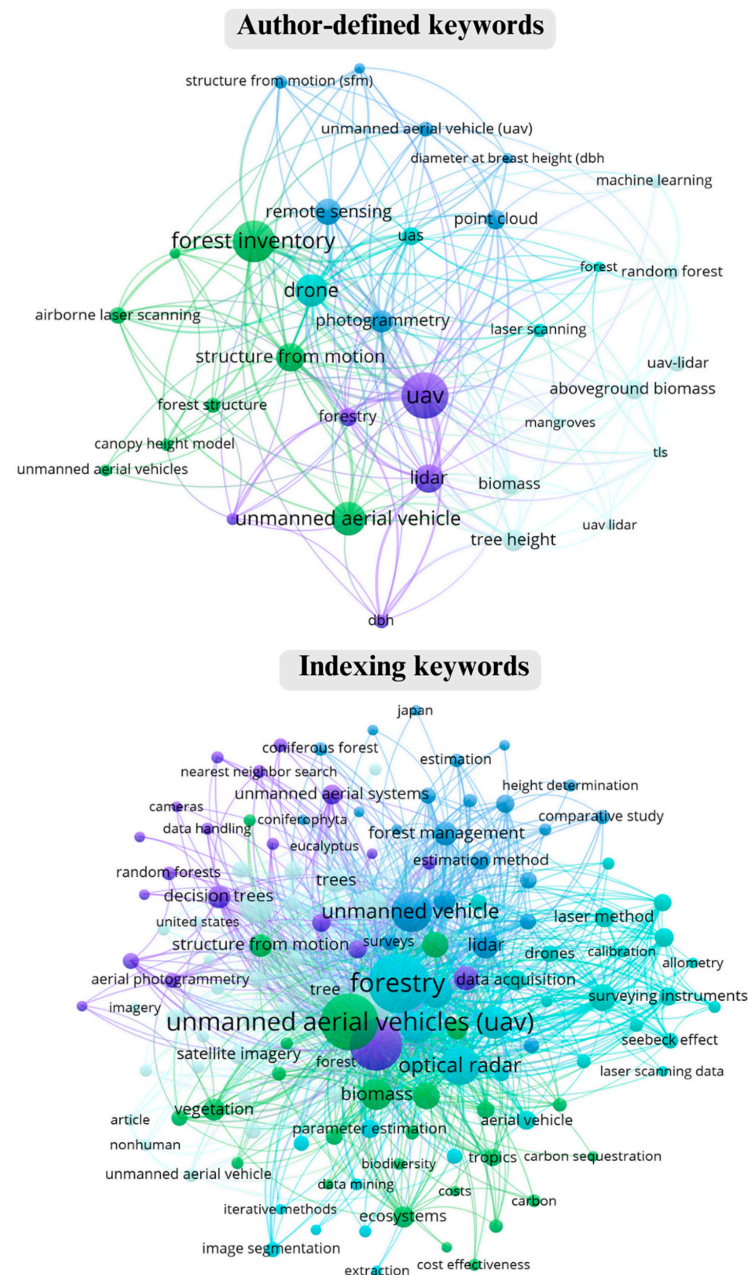 Author-defined keywords
structure from motion (sfm)
unmanned aerial vehicle (uav)
diameter at breast height (dbh
machine learning
remote sensing
point cloud
forest inventory
uas
forest
random forest
drone
airborne laser scanning
photogrammetry
laser scanning
structure from motion
uav-lidar
aboveground biomass
uav
forest structure
forestry
mangroves
canopy height model
tls
unmanned aerial vehicles
lidar
biomass
unmanned aerial vehicle
uav lidar
tree height
dbh
Indexing keywords
japan
coniferous forest
estimation
nearest neighbor search
height determination
unmanned aerial systems
cameras
comparative study
coniferophyta
data handling
forest management
eucalyptus
estimation method
random forests
trees
decision trees
unmanned vehicle
laser method
united states
structure from motion
surveys
lidar
drones
calibration
allometry
aerial photogrammetry
tree
forestry
data acquisition
surveying instruments
imagery
unmanned aerial vehicles (uav)
seebeck effect
satellite imagery
forest
optical radar
laser scanning data
biomass
vegetation
article
parameter estimation
aerial vehicle
nonhuman
biodiversity
tropics
carbon sequestration
unmanned aerial vehicle
data mining
costs
carbon
iterative methods
ecosystems
image segmentation
cost effectiveness
extraction